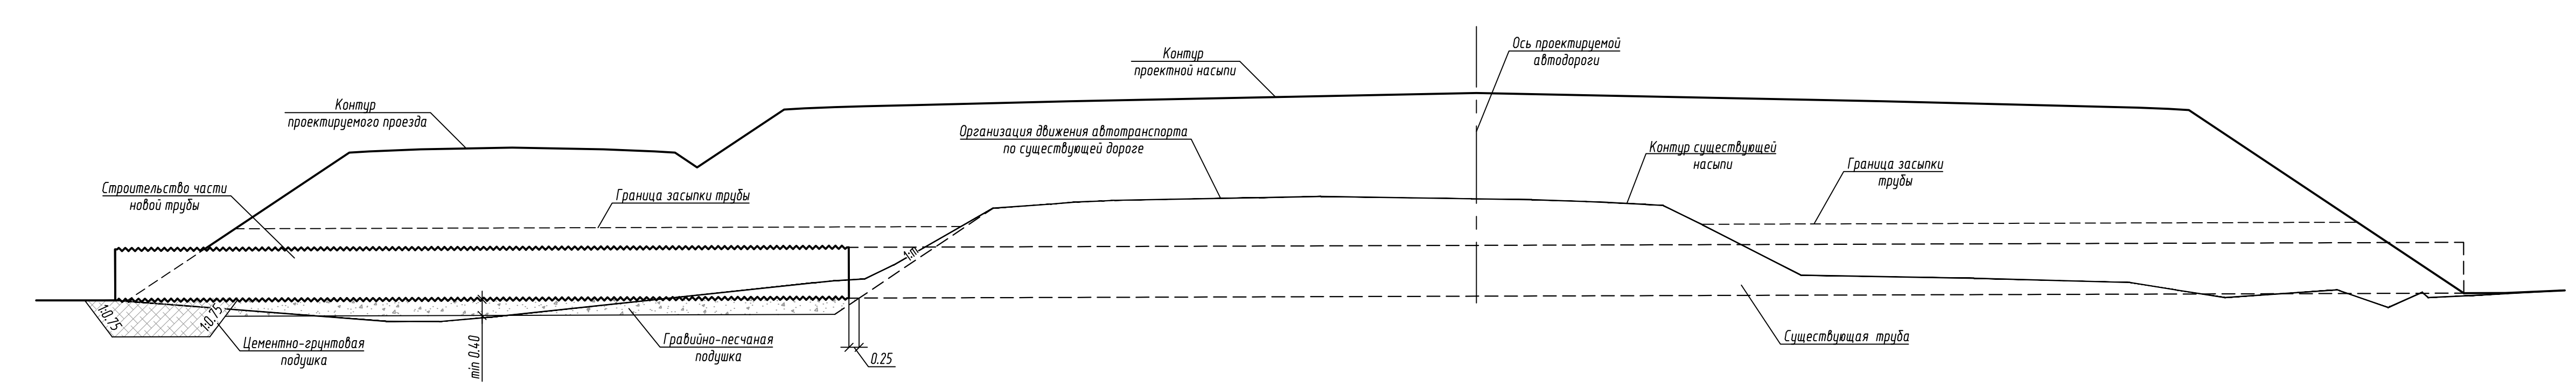 Ось проектируемой
автодороги
Контур
проектной насыпи
Контур
проектируемого проезда
Организация движения автотранспорта
по существующей дороге
Контур существующей
насыпи
Граница засыпки
трубы
Строительство части
новой трубы
Граница засыпки трубы
1:m
1:0.75
1:0.25
Цементно-грунтовая
подушка
min 0.40
Гравийно-песчаная
подушка
0.25
Существующая труба